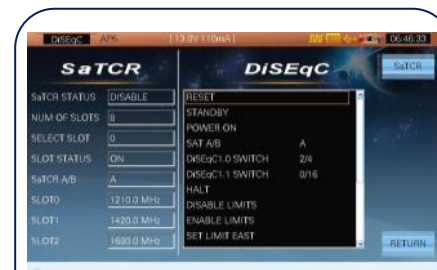 DiSEqC AP6 [ 13.0V 110mA ] 06:46:33
SaTCR
SaTCR STATUS DISABLE
NUM OF SLOTS 8
SELECT SLOT 0
SLOT STATUS ON
SaTCR A/B A
SLOT0 1210.0 MHz
SLOT1 1420.0 MHz
SLOT2 1680.0 MHz
DiSEqC
RESET
STANDBY
POWER ON
SAT A/B A
DiSEqC1.0 SWITCH 2/4
DiSEqC1.1 SWITCH 0/16
HALT
DISABLE LIMITS
ENABLE LIMITS
SET LIMIT EAST
SaTCR
RETURN